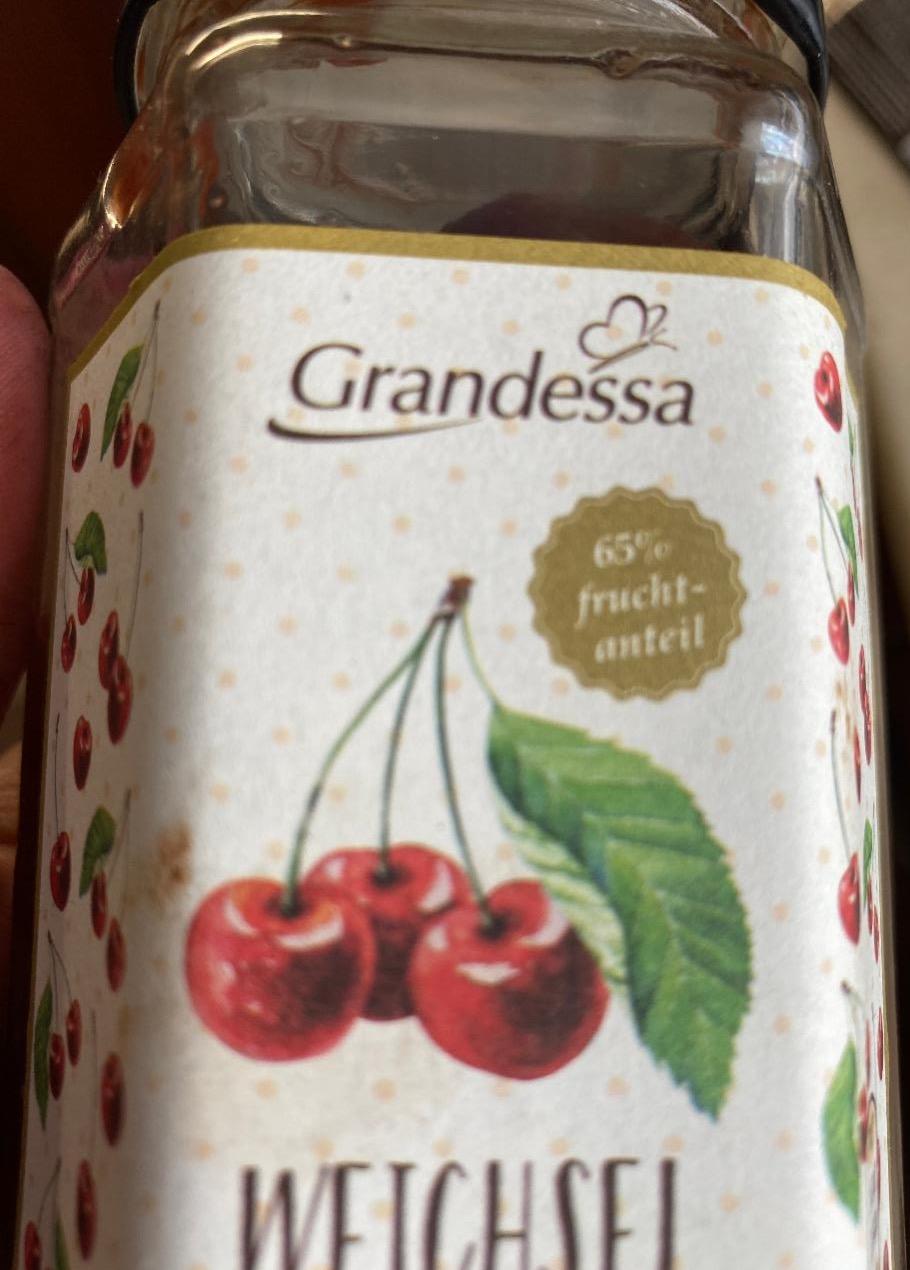 Grandessa
65%
frucht-
anteil
WEICHSEL